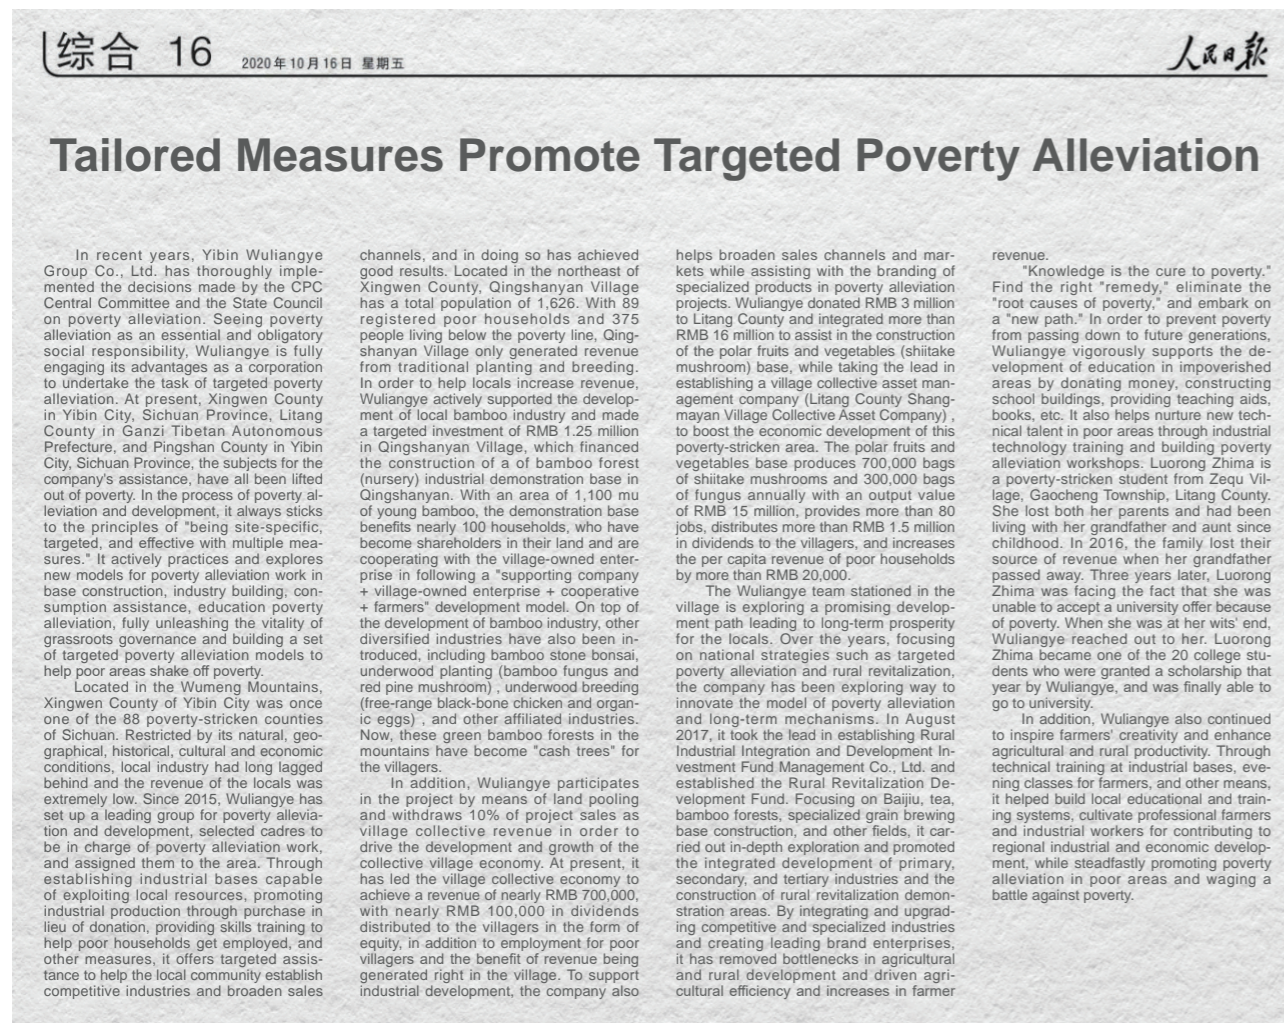 综合 16 2020年10月16日 星期五
人民日报
Tailored Measures Promote Targeted Poverty Alleviation
In recent years, Yibin Wuliangye
Group Co., Ltd. has thoroughly imple-
mented the decisions made by the CPC
Central Committee and the State Council
on poverty alleviation. Seeing poverty
alleviation as an essential and obligatory
social responsibility, Wuliangye is fully
engaging its advantages as a corporation
to undertake the task of targeted poverty
alleviation. At present, Xingwen County
in Yibin City, Sichuan Province, Litang
County in Ganzi Tibetan Autonomous
Prefecture, and Pingshan County in Yibin
City, Sichuan Province, the subjects for the
company's assistance, have all been lifted
out of poverty. In the process of poverty al-
leviation and development, it always sticks
to the principles of "being site-specific,
targeted, and effective with multiple mea-
sures." It actively practices and explores
new models for poverty alleviation work in
base construction, industry building, con-
sumption assistance, education poverty
alleviation, fully unleashing the vitality of
grassroots governance and building a set
of targeted poverty alleviation models to
help poor areas shake off poverty.
Located in the Wumeng Mountains,
Xingwen County of Yibin City was once
one of the 88 poverty-stricken counties
of Sichuan. Restricted by its natural, geo-
graphical, historical, cultural and economic
conditions, local industry had long lagged
behind and the revenue of the locals was
extremely low. Since 2015, Wuliangye has
set up a leading group for poverty allevia-
tion and development, selected cadres to
be in charge of poverty alleviation work,
and assigned them to the area. Through
establishing industrial bases capable
of exploiting local resources, promoting
industrial production through purchase in
lieu of donation, providing skills training to
help poor households get employed, and
other measures, it offers targeted assis-
tance to help the local community establish
competitive industries and broaden sales
channels, and in doing so has achieved
good results. Located in the northeast of
Xingwen County, Qingshanyan Village
has a total population of 1,626. With 89
registered poor households and 375
people living below the poverty line, Qing-
shanyan Village only generated revenue
from traditional planting and breeding.
In order to help locals increase revenue,
Wuliangye actively supported the develop-
ment of local bamboo industry and made
a targeted investment of RMB 1.25 million
in Qingshanyan Village, which financed
the construction of a of bamboo forest
(nursery) industrial demonstration base in
Qingshanyan. With an area of 1,100 mu
of young bamboo, the demonstration base
benefits nearly 100 households, who have
become shareholders in their land and are
cooperating with the village-owned enter-
prise in following a "supporting company
+ village-owned enterprise + cooperative
+ farmers" development model. On top of
the development of bamboo industry, other
diversified industries have also been in-
troduced, including bamboo stone bonsai,
underwood planting (bamboo fungus and
red pine mushroom) , underwood breeding
(free-range black-bone chicken and organ-
ic eggs) , and other affiliated industries.
Now, these green bamboo forests in the
mountains have become "cash trees" for
the villagers.
In addition, Wuliangye participates
in the project by means of land pooling
and withdraws 10% of project sales as
village collective revenue in order to
drive the development and growth of the
collective village economy. At present, it
has led the village collective economy to
achieve a revenue of nearly RMB 700,000,
with nearly RMB 100,000 in dividends
distributed to the villagers in the form of
equity, in addition to employment for poor
villagers and the benefit of revenue being
generated right in the village. To support
industrial development, the company also
helps broaden sales channels and mar-
kets while assisting with the branding of
specialized products in poverty alleviation
projects. Wuliangye donated RMB 3 million
to Litang County and integrated more than
RMB 16 million to assist in the construction
of the polar fruits and vegetables (shiitake
mushroom) base, while taking the lead in
establishing a village collective asset man-
agement company (Litang County Shang-
mayan Village Collective Asset Company) ,
to boost the economic development of this
poverty-stricken area. The polar fruits and
vegetables base produces 700,000 bags
of shiitake mushrooms and 300,000 bags
of fungus annually with an output value
of RMB 15 million, provides more than 80
jobs, distributes more than RMB 1.5 million
in dividends to the villagers, and increases
the per capita revenue of poor households
by more than RMB 20,000.
The Wuliangye team stationed in the
village is exploring a promising develop-
ment path leading to long-term prosperity
for the locals. Over the years, focusing
on national strategies such as targeted
poverty alleviation and rural revitalization,
the company has been exploring way to
innovate the model of poverty alleviation
and long-term mechanisms. In August
2017, it took the lead in establishing Rural
Industrial Integration and Development In-
vestment Fund Management Co., Ltd. and
established the Rural Revitalization De-
velopment Fund. Focusing on Baijiu, tea,
bamboo forests, specialized grain brewing
base construction, and other fields, it car-
ried out in-depth exploration and promoted
the integrated development of primary,
secondary, and tertiary industries and the
construction of rural revitalization demon-
stration areas. By integrating and upgrad-
ing competitive and specialized industries
and creating leading brand enterprises,
it has removed bottlenecks in agricultural
and rural development and driven agri-
cultural efficiency and increases in farmer
revenue.
"Knowledge is the cure to poverty."
Find the right "remedy," eliminate the
"root causes of poverty," and embark on
a "new path." In order to prevent poverty
from passing down to future generations,
Wuliangye vigorously supports the de-
velopment of education in impoverished
areas by donating money, constructing
school buildings, providing teaching aids,
books, etc. It also helps nurture new tech-
nical talent in poor areas through industrial
technology training and building poverty
alleviation workshops. Luorong Zhima is
a poverty-stricken student from Zequ Vil-
lage, Gaocheng Township, Litang County.
She lost both her parents and had been
living with her grandfather and aunt since
childhood. In 2016, the family lost their
source of revenue when her grandfather
passed away. Three years later, Luorong
Zhima was facing the fact that she was
unable to accept a university offer because
of poverty. When she was at her wits' end,
Wuliangye reached out to her. Luorong
Zhima became one of the 20 college stu-
dents who were granted a scholarship that
year by Wuliangye, and was finally able to
go to university.
In addition, Wuliangye also continued
to inspire farmers' creativity and enhance
agricultural and rural productivity. Through
technical training at industrial bases, eve-
ning classes for farmers, and other means,
it helped build local educational and train-
ing systems, cultivate professional farmers
and industrial workers for contributing to
regional industrial and economic develop-
ment, while steadfastly promoting poverty
alleviation in poor areas and waging a
battle against poverty.